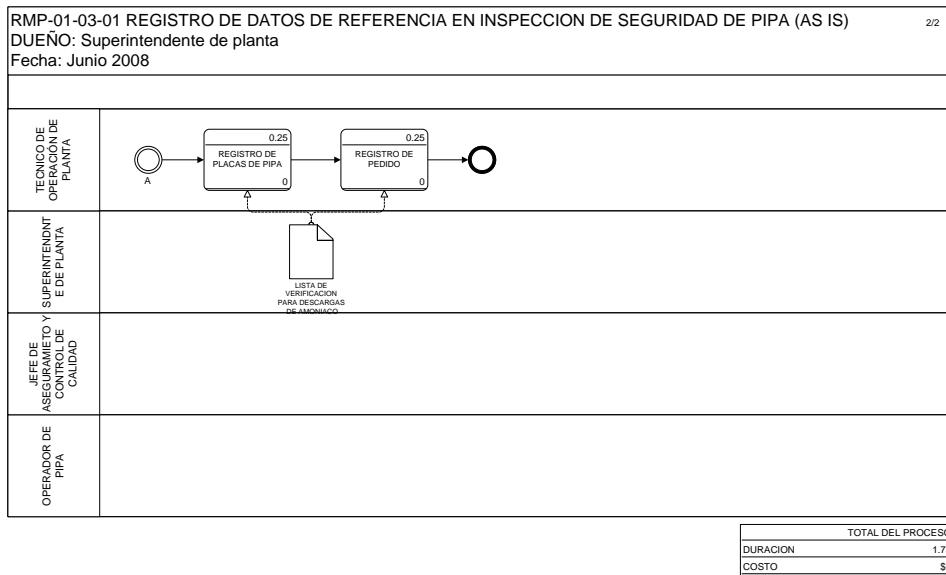 RMP-01-03-01 REGISTRO DE DATOS DE REFERENCIA EN INSPECCION DE SEGURIDAD DE PIPA (AS IS)
2/2
DUEÑO: Superintendente de planta
Fecha: Junio 2008
TECNICO DE
OPERACIÓN DE
PLANTA
A
0.25
REGISTRO DE
PLACAS DE PIPA
0
0.25
REGISTRO DE
PEDIDO
0
SUPERINTENDNT
E DE PLANTA
LISTA DE
VERIFICACION
PARA DESCARGAS
DE AMONIACO
JEFE DE
ASEGURAMIETO Y
CONTROL DE
CALIDAD
OPERADOR DE
PIPA
TOTAL DEL PROCESO
DURACION 1.7
COSTO $